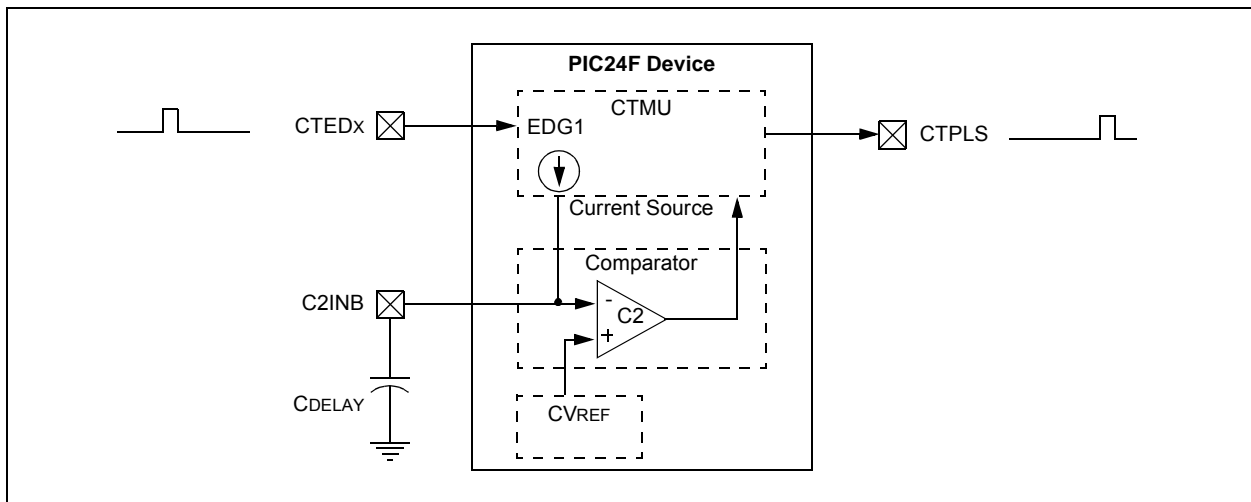 PIC24F Device
CTMU
CTEDX
EDG1
CTPLS
Current Source
Comparator
C2INB
-
C2
+
CDELAY
CVREF